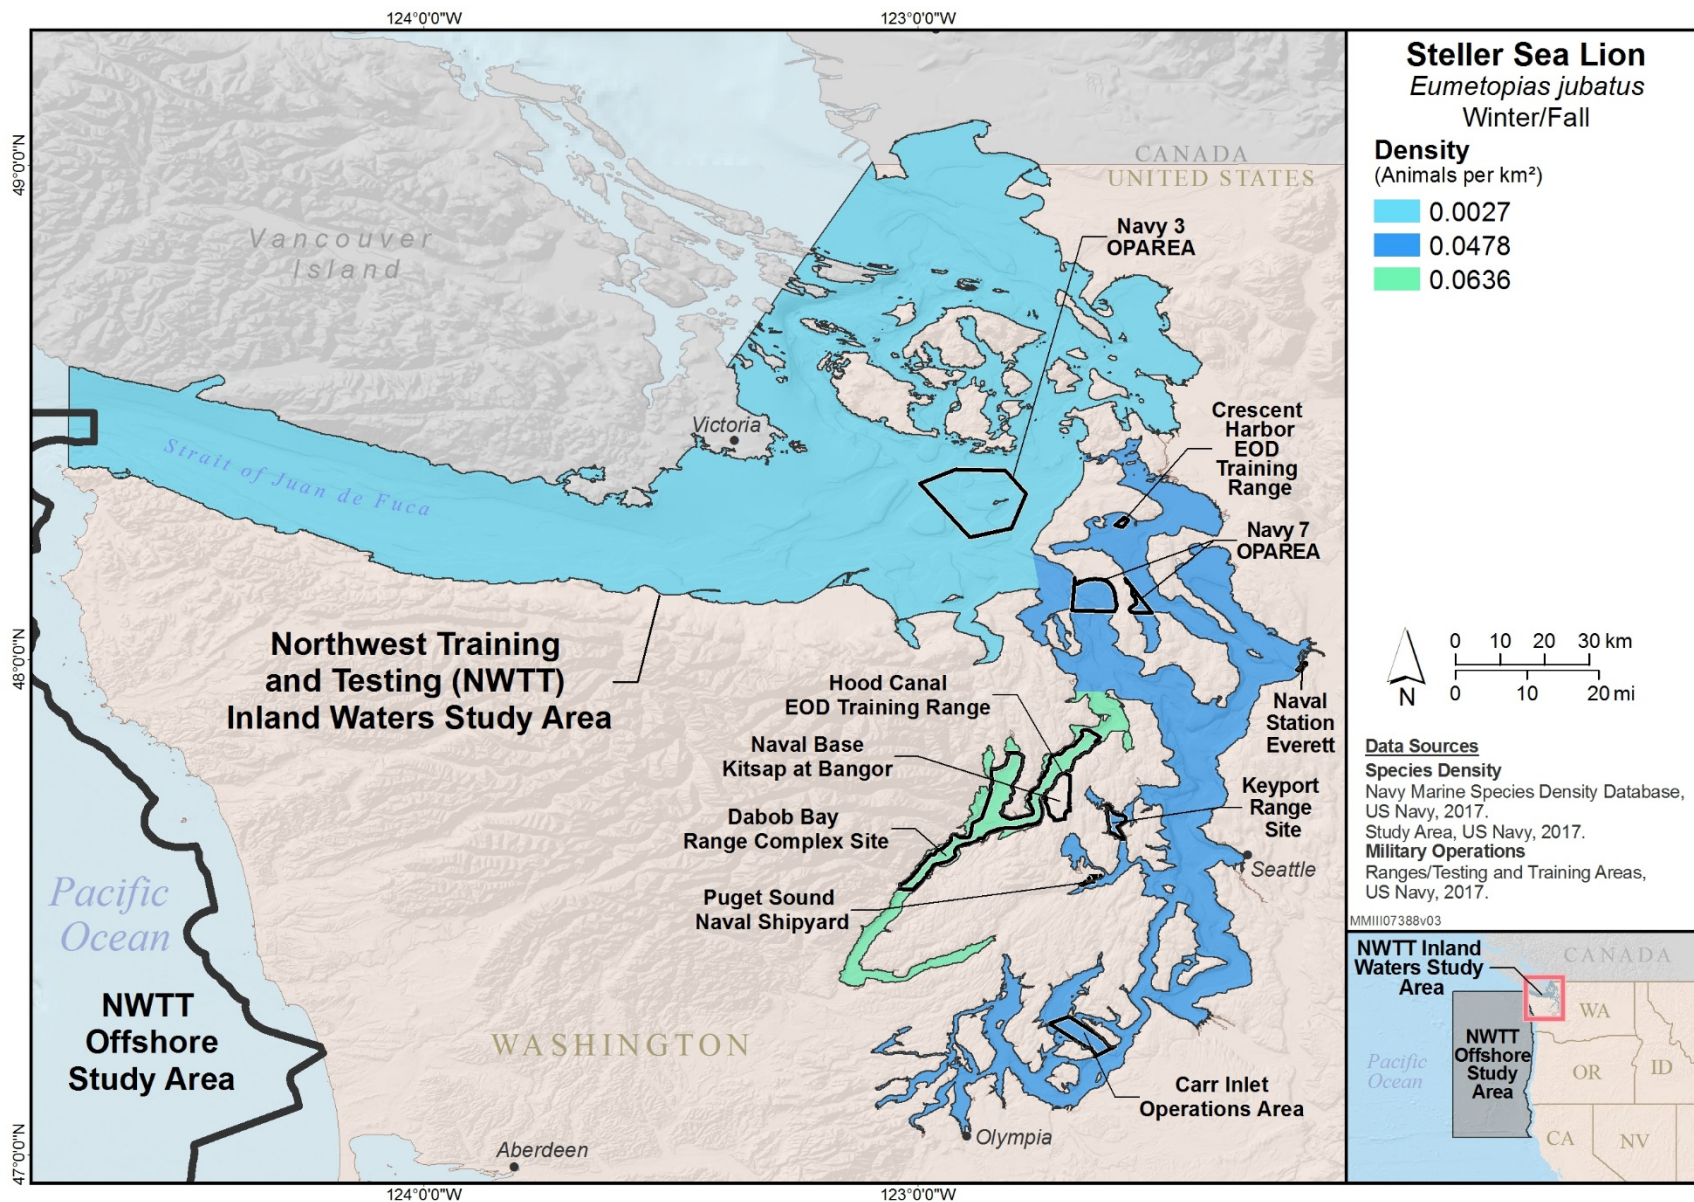 124°0'0"W
123°0'0"W
49°0'0"N
48°0'0"N
47°0'0"N
124°0'0"W
123°0'0"W
CANADA
UNITED STATES
Vancouver
Island
Navy 3
OPAREA
Victoria
Strait of Juan de Fuca
Crescent
Harbor
EOD
Training
Range
Navy 7
OPAREA
Northwest Training
and Testing (NWTT)
Inland Waters Study Area
Hood Canal
EOD Training Range
Naval Base
Kitsap at Bangor
Dabob Bay
Range Complex Site
Puget Sound
Naval Shipyard
Naval
Station
Everett
Keyport
Range
Site
Seattle
Pacific
Ocean
NWTT
Offshore
Study Area
WASHINGTON
Carr Inlet
Operations Area
Olympia
Aberdeen
Steller Sea Lion
Eumetopias jubatus
Winter/Fall
Density
(Animals per km²)
0.0027
0.0478
0.0636
N
0 10 20 30 km
0 10 20 mi
Data Sources
Species Density
Navy Marine Species Density Database,
US Navy, 2017.
Study Area, US Navy, 2017.
Military Operations
Ranges/Testing and Training Areas,
US Navy, 2017.
MMIII07388v03
NWTT Inland
Waters Study
Area
CANADA
WA
NWTT
Offshore
Study
Area
Pacific
Ocean
OR
ID
CA
NV